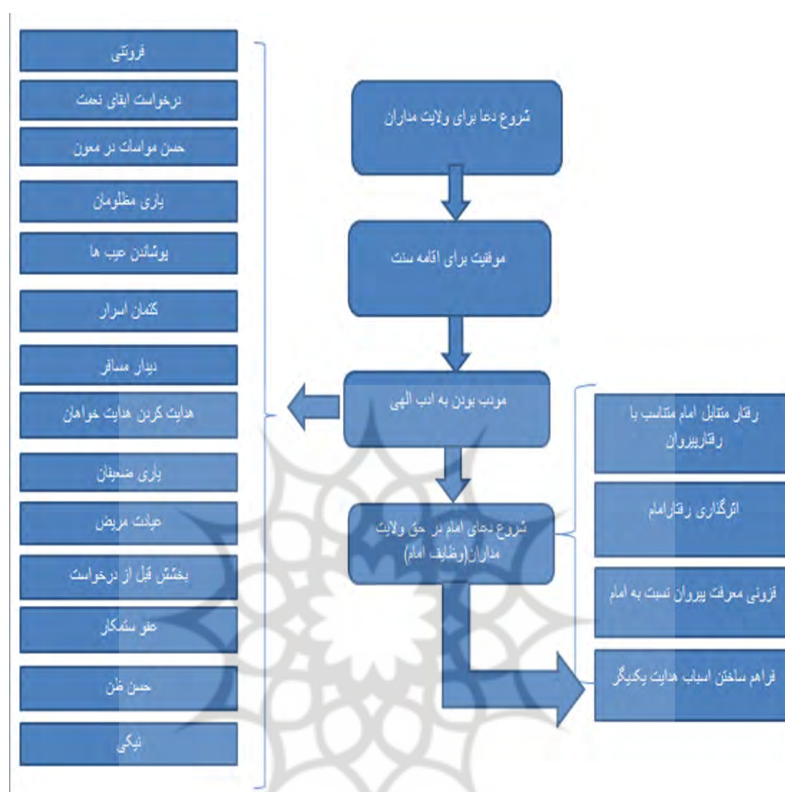 شروع دعا برای ولایت مداران
موفقیت برای اقامه سنت
مودب بودن به ادب الهی
شروع دعای امام در حق ولایت
مداران(وظایف امام)
رفتار متقابل امام متناسب با
رفتارپیروان
اثرگذاری رفتارامام
فزونی معرفت پیروان نسبت به امام
فراهم ساختن اسباب هدایت یکدیگر
فروتنی
درخواست ابقای نعمت
حسن مواسات در معون
یاری مظلومان
پوشاندن عیب ها
کتمان اسرار
دیدار مسافر
هدایت کردن هدایت خواهان
یاری ضعیفان
عیادت مریض
بخشش قبل از درخواست
عفو ستمکار
حسن ظن
نیکی